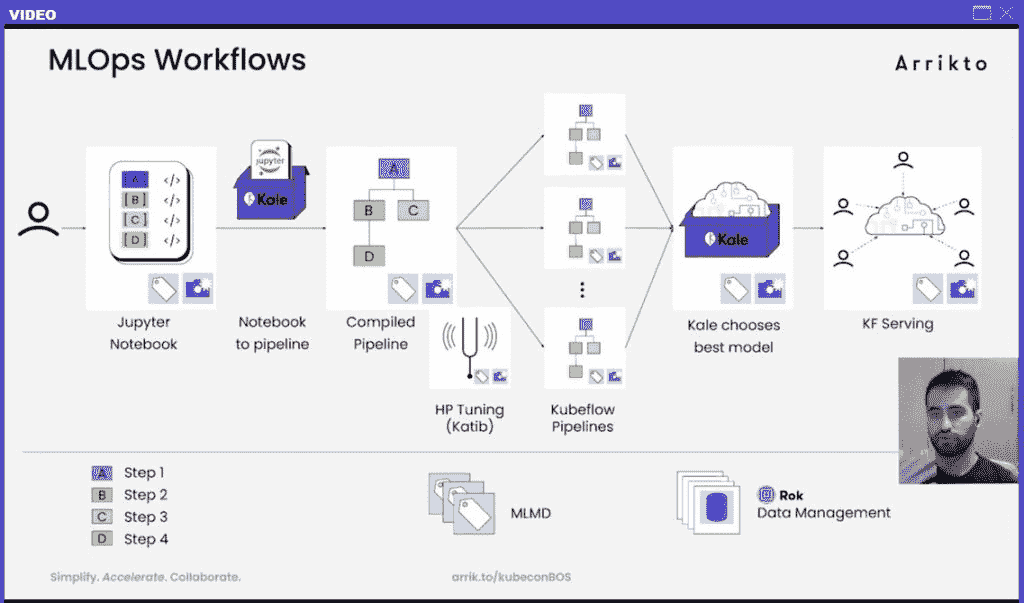 VIDEO
MLOps Workflows
Arrikto
A
[B]
[C]
[D]
</>
</>
</>
</>
jupyter
Kale
A
B
C
D
Kale
Jupyter
Notebook
Notebook
to pipeline
Compiled
Pipeline
HP Tuning
(Katib)
Kubeflow
Pipelines
Kale chooses
best model
KF Serving
A Step 1
B Step 2
C Step 3
D Step 4
MLMD
Rok
Data Management
Simplify. Accelerate. Collaborate.
arrik.to/kubeconBOS